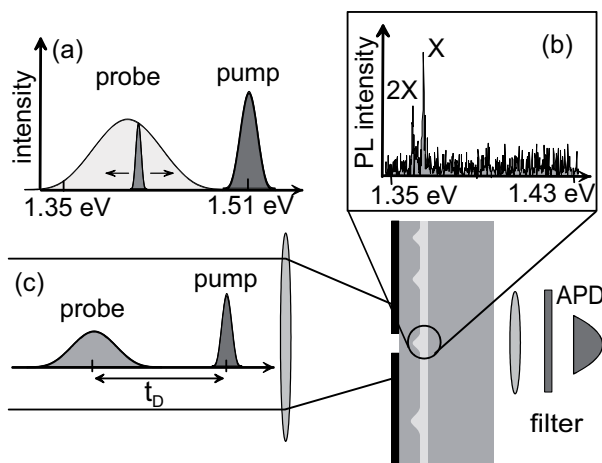 (a)
intensity
probe
pump
1.35 eV
1.51 eV
(b)
PL intensity
X
2X
1.35 eV
1.43 eV
(c)
probe
pump
t_D
APD
filter